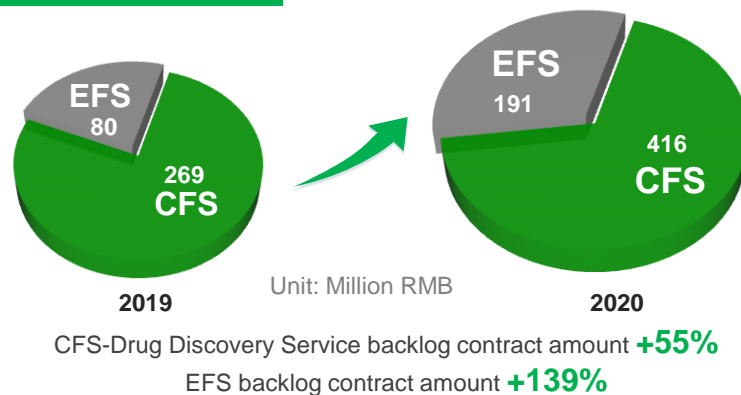 EFS
80
269
CFS
EFS
191
416
CFS
Unit: Million RMB
2019
2020
CFS-Drug Discovery Service backlog contract amount +55%
EFS backlog contract amount +139%